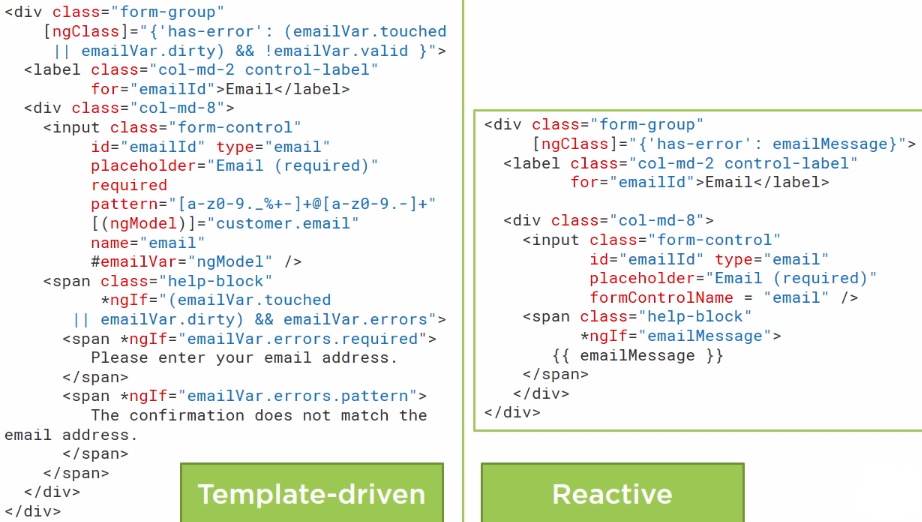 <div class="form-group"
[ngClass]="{'has-error': (emailVar.touched
|| emailVar.dirty) && !emailVar.valid }">
<label class="col-md-2 control-label"
for="emailId">Email</label>
<div class="col-md-8">
<input class="form-control"
id="emailId" type="email"
placeholder="Email (required)"
required
pattern="[a-z0-9._%+-]+@[a-z0-9.-]+"
[(ngModel)]="customer.email"
name="email"
#emailVar="ngModel" />
<span class="help-block"
*ngIf="(emailVar.touched
|| emailVar.dirty) && emailVar.errors">
<span *ngIf="emailVar.errors.required">
Please enter your email address.
</span>
<span *ngIf="emailVar.errors.pattern">
The confirmation does not match the
email address.
</span>
</span>
</div>
</div>
Template-driven
<div class="form-group"
[ngClass]="{'has-error': emailMessage}">
<label class="col-md-2 control-label"
for="emailId">Email</label>
<div class="col-md-8">
<input class="form-control"
id="emailId" type="email"
placeholder="Email (required)"
formControlName = "email" />
<span class="help-block"
*ngIf="emailMessage">
{{ emailMessage }}
</span>
</div>
</div>
Reactive